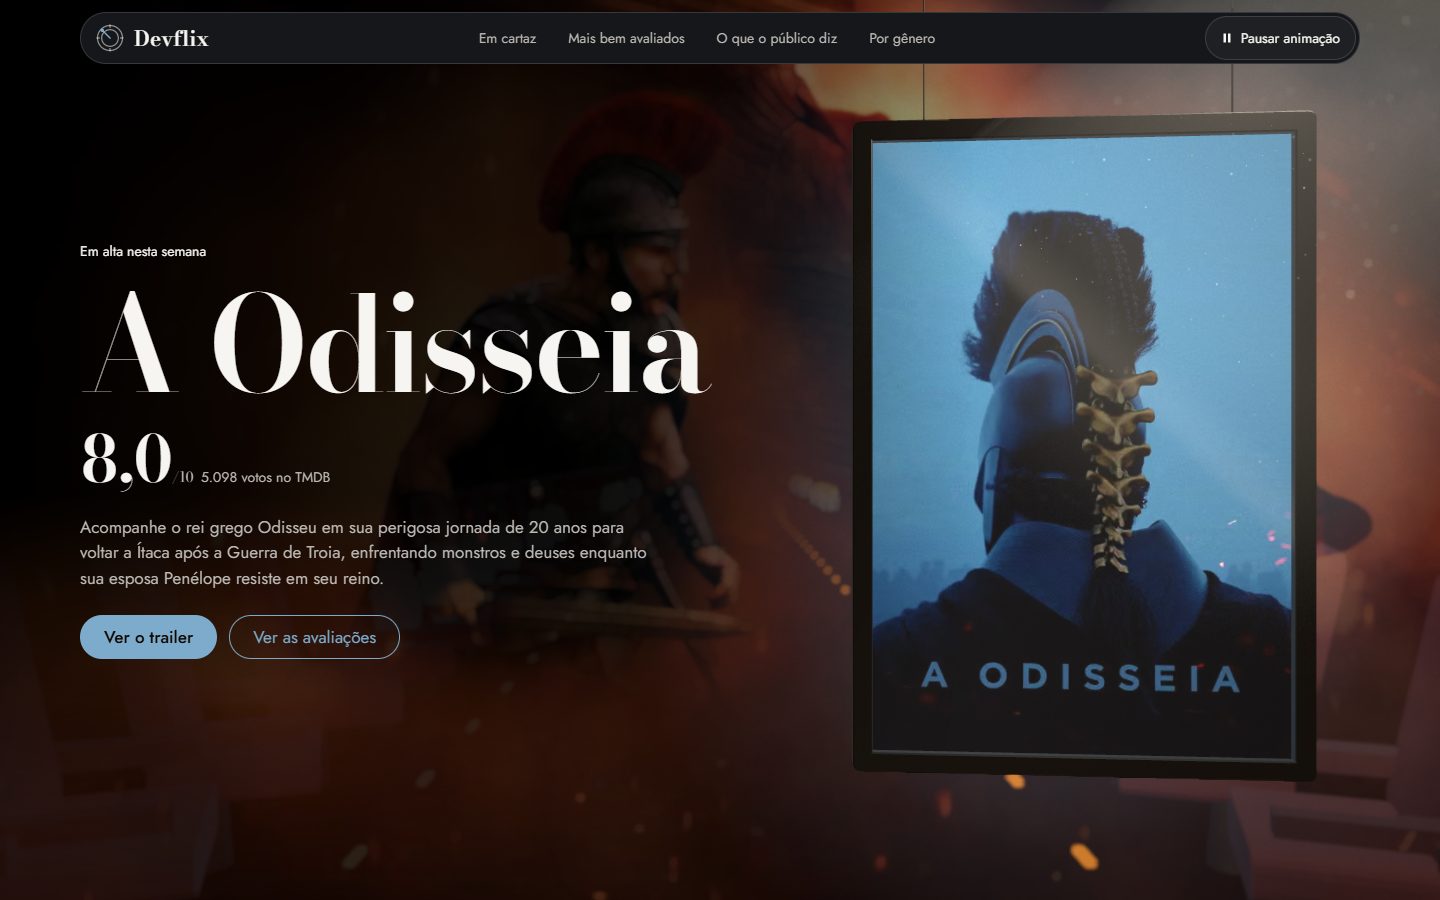 Devflix
Em cartaz
Mais bem avaliados
O que o público diz
Por gênero
Pausar animação
Em alta nesta semana
A Odisseia
8,0/10 5.098 votos no TMDB
Acompanhe o rei grego Odisseu em sua perigosa jornada de 20 anos para
voltar a Ítaca após a Guerra de Troia, enfrentando monstros e deuses enquanto
sua esposa Penélope resiste em seu reino.
Ver o trailer
Ver as avaliações
A ODISSEIA